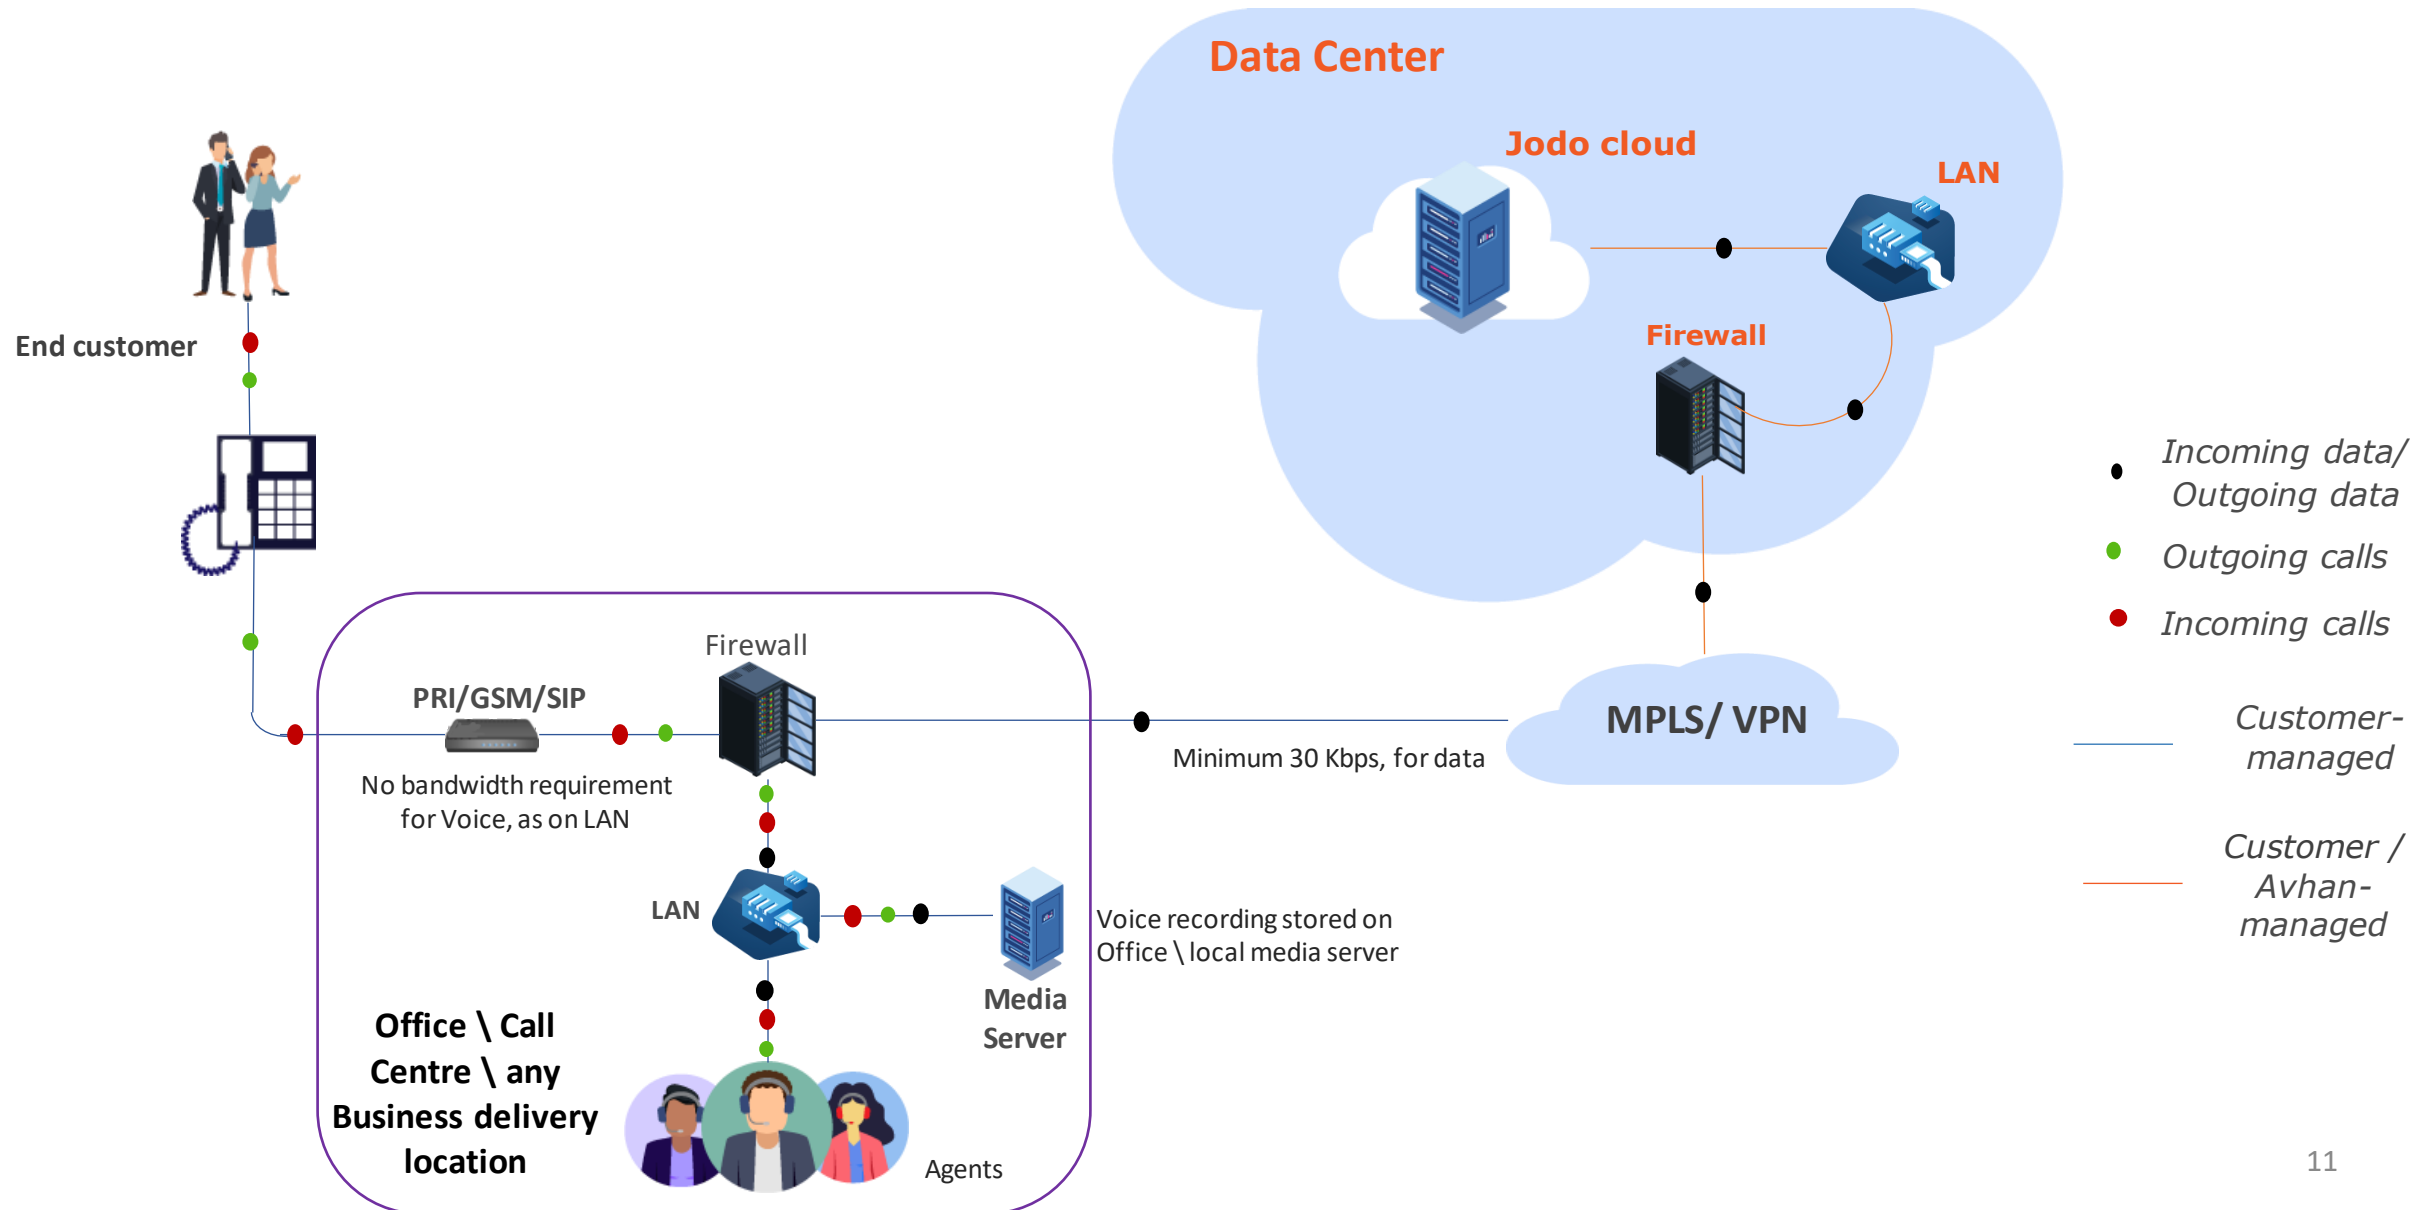 Data Center
Jodo cloud
LAN
Firewall
End customer
Incoming data/
Outgoing data
Outgoing calls
Incoming calls
Customer-
managed
Customer /
Avhan-
managed
Firewall
PRI/GSM/SIP
No bandwidth requirement
for Voice, as on LAN
MPLS/ VPN
Minimum 30 Kbps, for data
LAN
Voice recording stored on
Office \ local media server
Media
Server
Office \ Call
Centre \ any
Business delivery
location
Agents
11